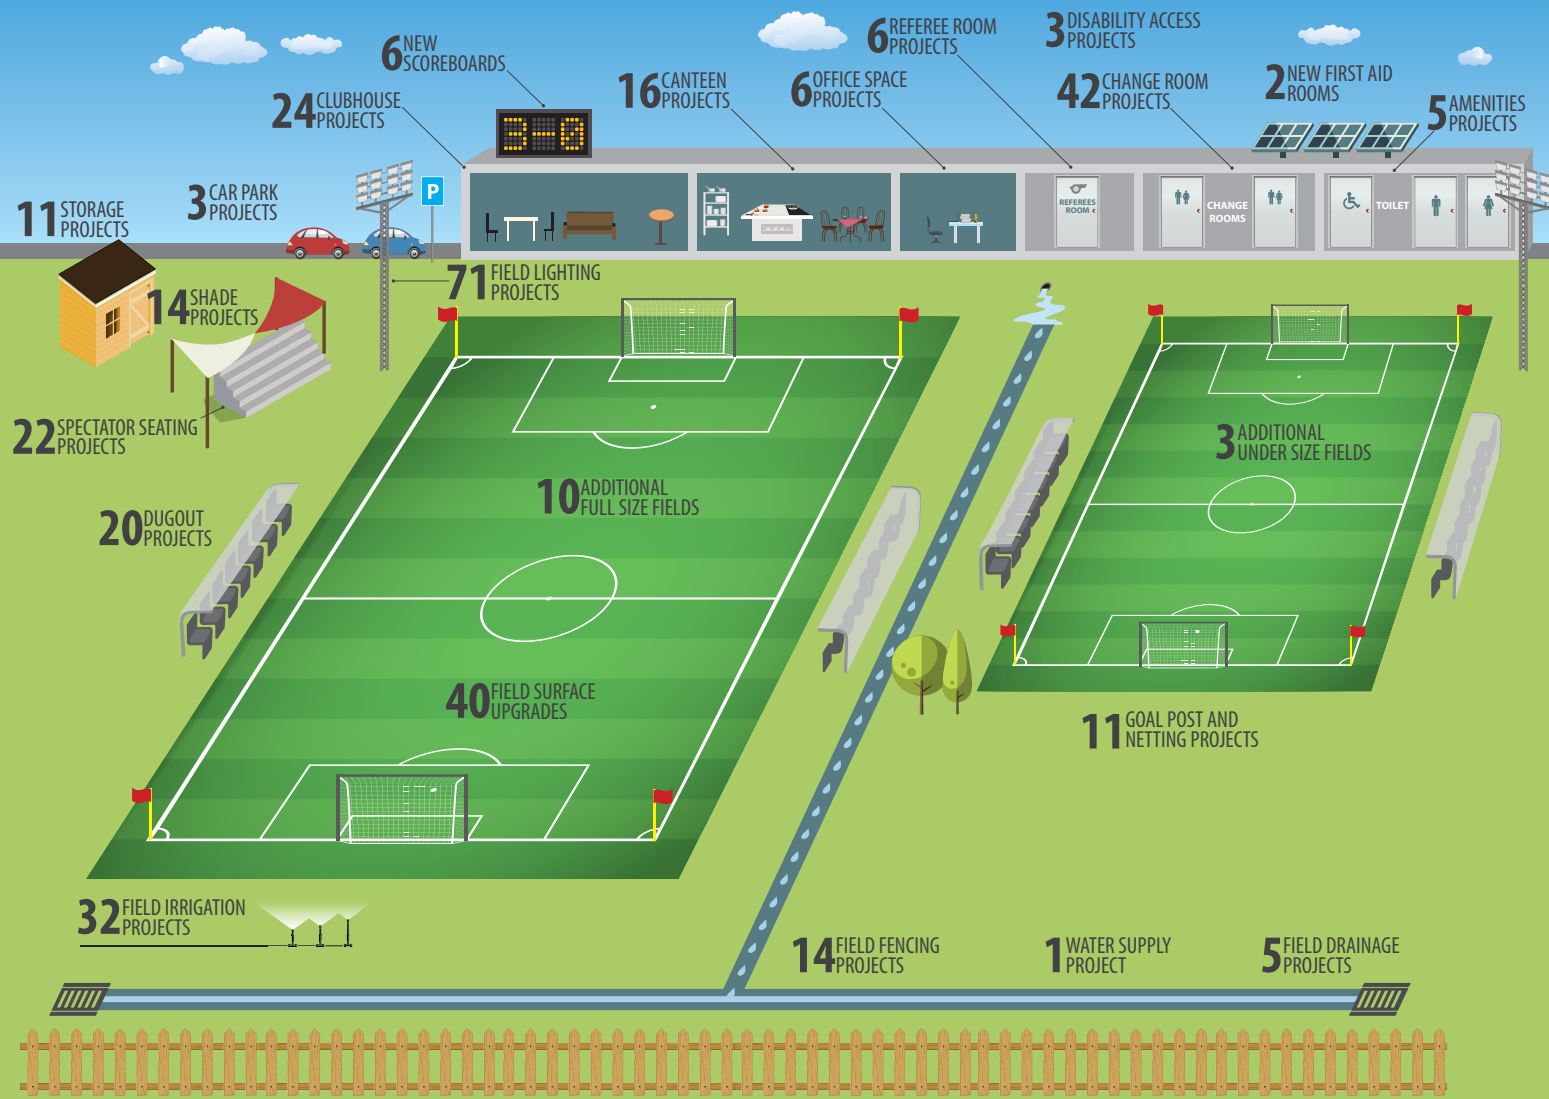 6 NEW
SCOREBOARDS
6 REFEREE ROOM
PROJECTS
3 DISABILITY ACCESS
PROJECTS
24 CLUBHOUSE
PROJECTS
16 CANTEEN
PROJECTS
6 OFFICE SPACE
PROJECTS
42 CHANGE ROOM
PROJECTS
2 NEW FIRST AID
ROOMS
5 AMENITIES
PROJECTS
3-0
P
REFEREES
ROOM
CHANGE
ROOMS
TOILET
11 STORAGE
PROJECTS
3 CAR PARK
PROJECTS
71 FIELD LIGHTING
PROJECTS
14 SHADE
PROJECTS
22 SPECTATOR SEATING
PROJECTS
3 ADDITIONAL
UNDER SIZE FIELDS
10 ADDITIONAL
FULL SIZE FIELDS
20 DUGOUT
PROJECTS
40 FIELD SURFACE
UPGRADES
11 GOAL POST AND
NETTING PROJECTS
32 FIELD IRRIGATION
PROJECTS
14 FIELD FENCING
PROJECTS
1 WATER SUPPLY
PROJECT
5 FIELD DRAINAGE
PROJECTS